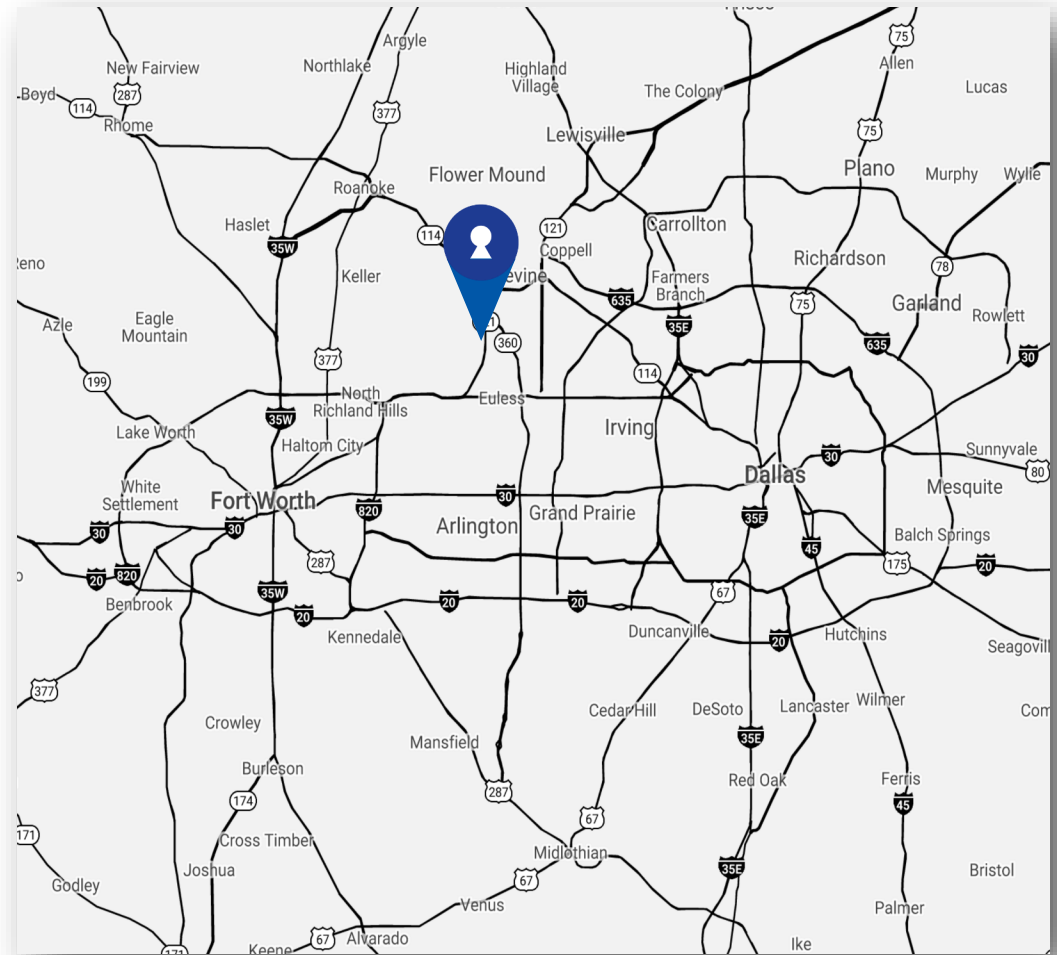 Argyle
75
New Fairview
Northlake
Highland
Village
Allen
Boyd
114
287
377
The Colony
Lucas
Rhome
Lewisville
75
Flower Mound
Plano
Murphy
Wylie
Roanoke
Haslet
114
121
Carrollton
35W
Coppell
Richardson
78
Keller
evine
Farmers
Branch
635
75
Garland
Rowlett
Azle
Eagle
Mountain
360
35E
635
30
377
114
199
North
Richland Hills
Euless
35W
Lake Worth
Haltom City
Irving
30
Sunnyvale
80
Dallas
White
Settlement
Fort Worth
30
820
Arlington
Grand Prairie
35E
Mesquite
30
30
45
Balch Springs
287
175
20
20
820
35W
20
20
67
Benbrook
20
Kennedale
Duncanville
20
Hutchins
Seagovill
377
Crowley
Cedar Hill
DeSoto
Lancaster
Wilmer
Com
Mansfield
35E
Burleson
Red Oak
Ferris
174
287
45
171
Cross Timber
67
Midlothian
Joshua
35E
Bristol
Godley
67
Venus
Palmer
67
Alvarado
Keene
171
Ike